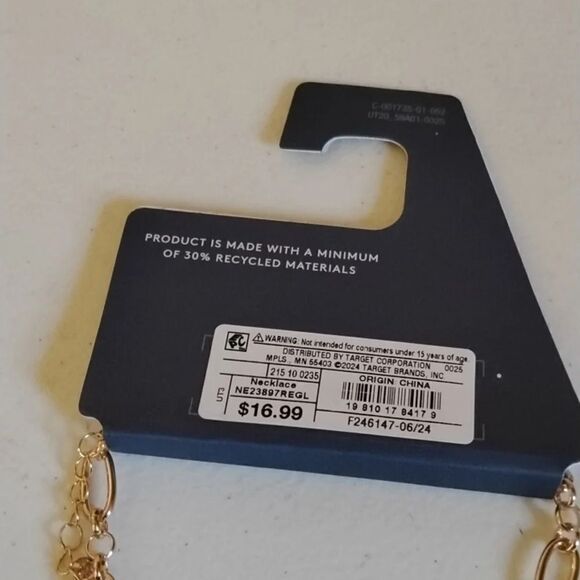 C-001735-01-092
UT20_59A01-0025
PRODUCT IS MADE WITH A MINIMUM
OF 30% RECYCLED MATERIALS
WARNING: Not intended for consumers under 15 years of age.
DISTRIBUTED BY TARGET CORPORATION 0025
MPLS., MN 55403 ©2024 TARGET BRANDS, INC.
215 10 0235
ORIGIN: CHINA
Necklace
NE23897REGL
$16.99
19 810 17 8417 9
F246147-06/24